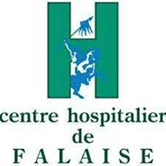 H
centre hospitalier
de
FALAISE